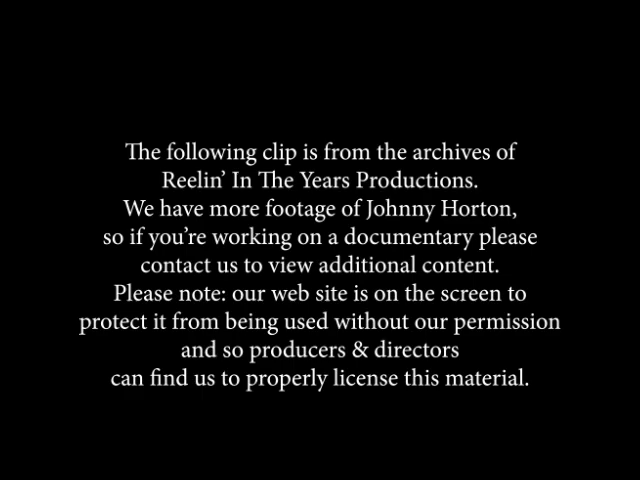 The following clip is from the archives of
Reelin’ In The Years Productions.
We have more footage of Johnny Horton,
so if you’re working on a documentary please
contact us to view additional content.
Please note: our web site is on the screen to
protect it from being used without our permission
and so producers & directors
can find us to properly license this material.